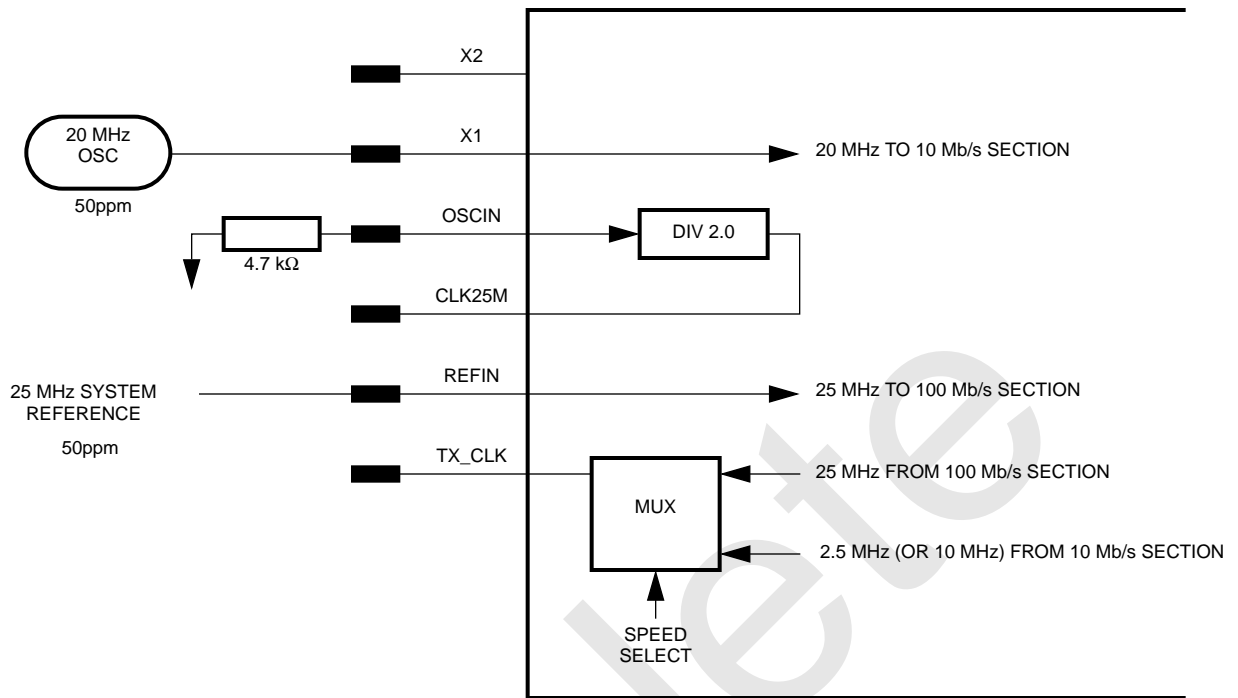 X2
20 MHz
OSC
50ppm
X1
20 MHz TO 10 Mb/s SECTION
OSCIN
DIV 2.0
4.7 kΩ
CLK25M
25 MHz SYSTEM
REFERENCE
50ppm
REFIN
25 MHz TO 100 Mb/s SECTION
TX_CLK
MUX
25 MHz FROM 100 Mb/s SECTION
2.5 MHz (OR 10 MHz) FROM 10 Mb/s SECTION
SPEED
SELECT
lete